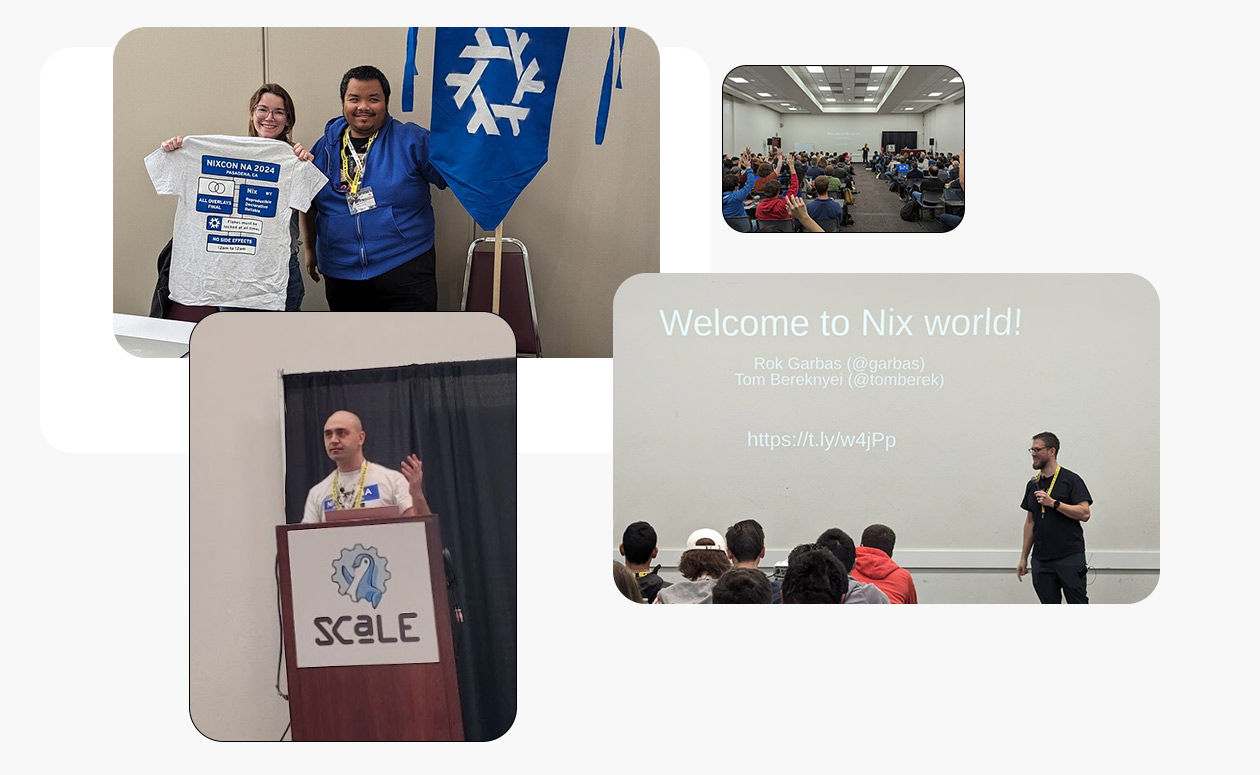 NIXCON NA 2024
PASADENA, CA
ALL OVERLAYS
FINAL
Nix WY
Reproducible
Declarative
Reliable
Flakes must be
locked at all times
NO SIDE EFFECTS
12am to 12am
Welcome to Nix world!
Rok Garbas (@garbas)
Tom Bereknyei (@tomberek)
https://t.ly/w4jPp
SCaLE